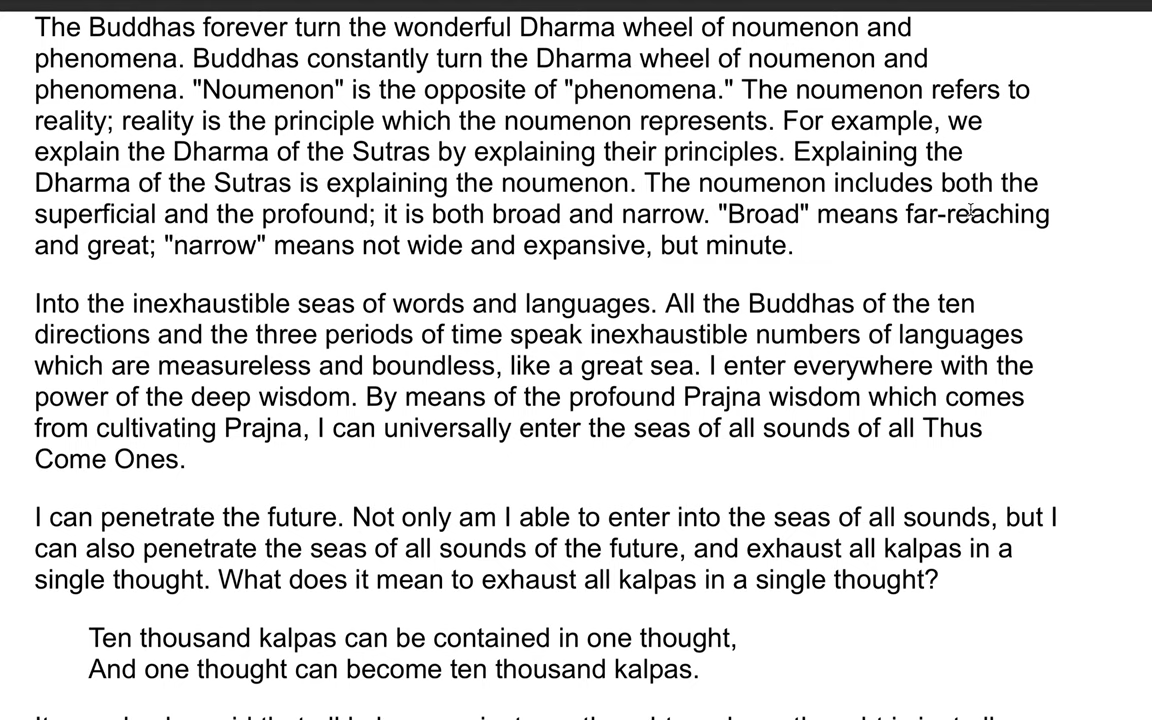 The Buddhas forever turn the wonderful Dharma wheel of noumenon and
phenomena. Buddhas constantly turn the Dharma wheel of noumenon and
phenomena. "Noumenon" is the opposite of "phenomena." The noumenon refers to
reality; reality is the principle which the noumenon represents. For example, we
explain the Dharma of the Sutras by explaining their principles. Explaining the
Dharma of the Sutras is explaining the noumenon. The noumenon includes both the
superficial and the profound; it is both broad and narrow. "Broad" means far-reaching
and great; "narrow" means not wide and expansive, but minute.
Into the inexhaustible seas of words and languages. All the Buddhas of the ten
directions and the three periods of time speak inexhaustible numbers of languages
which are measureless and boundless, like a great sea. I enter everywhere with the
power of the deep wisdom. By means of the profound Prajna wisdom which comes
from cultivating Prajna, I can universally enter the seas of all sounds of all Thus
Come Ones.
I can penetrate the future. Not only am I able to enter into the seas of all sounds, but I
can also penetrate the seas of all sounds of the future, and exhaust all kalpas in a
single thought. What does it mean to exhaust all kalpas in a single thought?
Ten thousand kalpas can be contained in one thought,
And one thought can become ten thousand kalpas.